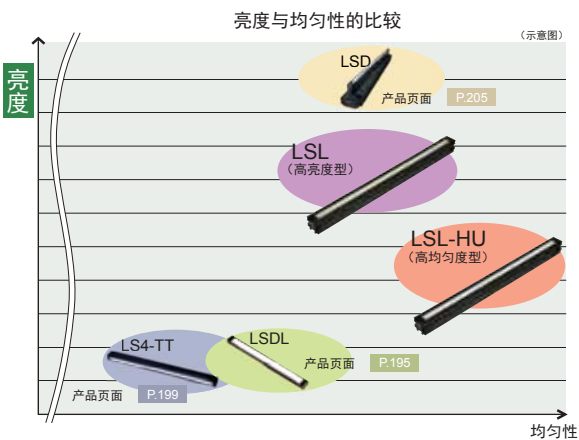 亮度与均匀性的比较
（示意图）
亮度
LSD
产品页面 P.205
LSL
（高亮度型）
LSL-HU
（高均匀度型）
LS4-TT
LSDL
产品页面 P.195
产品页面 P.199
均匀性